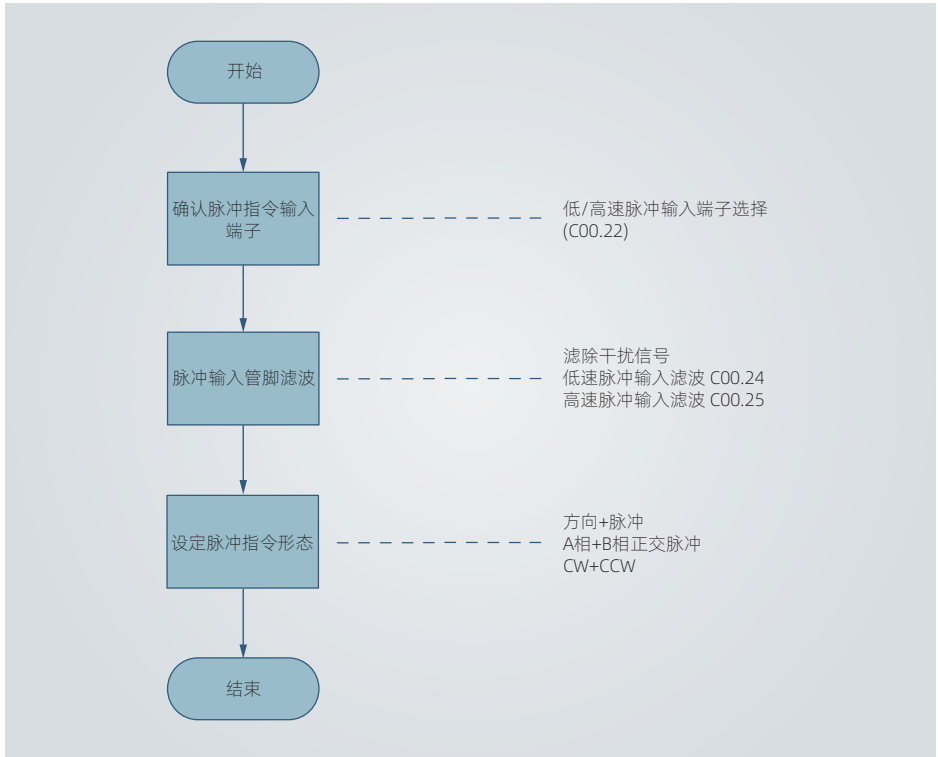 开始
确认脉冲指令输入
端子
低/高速脉冲输入端子选择
(C00.22)
脉冲输入管脚滤波
滤除干扰信号
低速脉冲输入滤波 C00.24
高速脉冲输入滤波 C00.25
设定脉冲指令形态
方向+脉冲
A相+B相正交脉冲
CW+CCW
结束